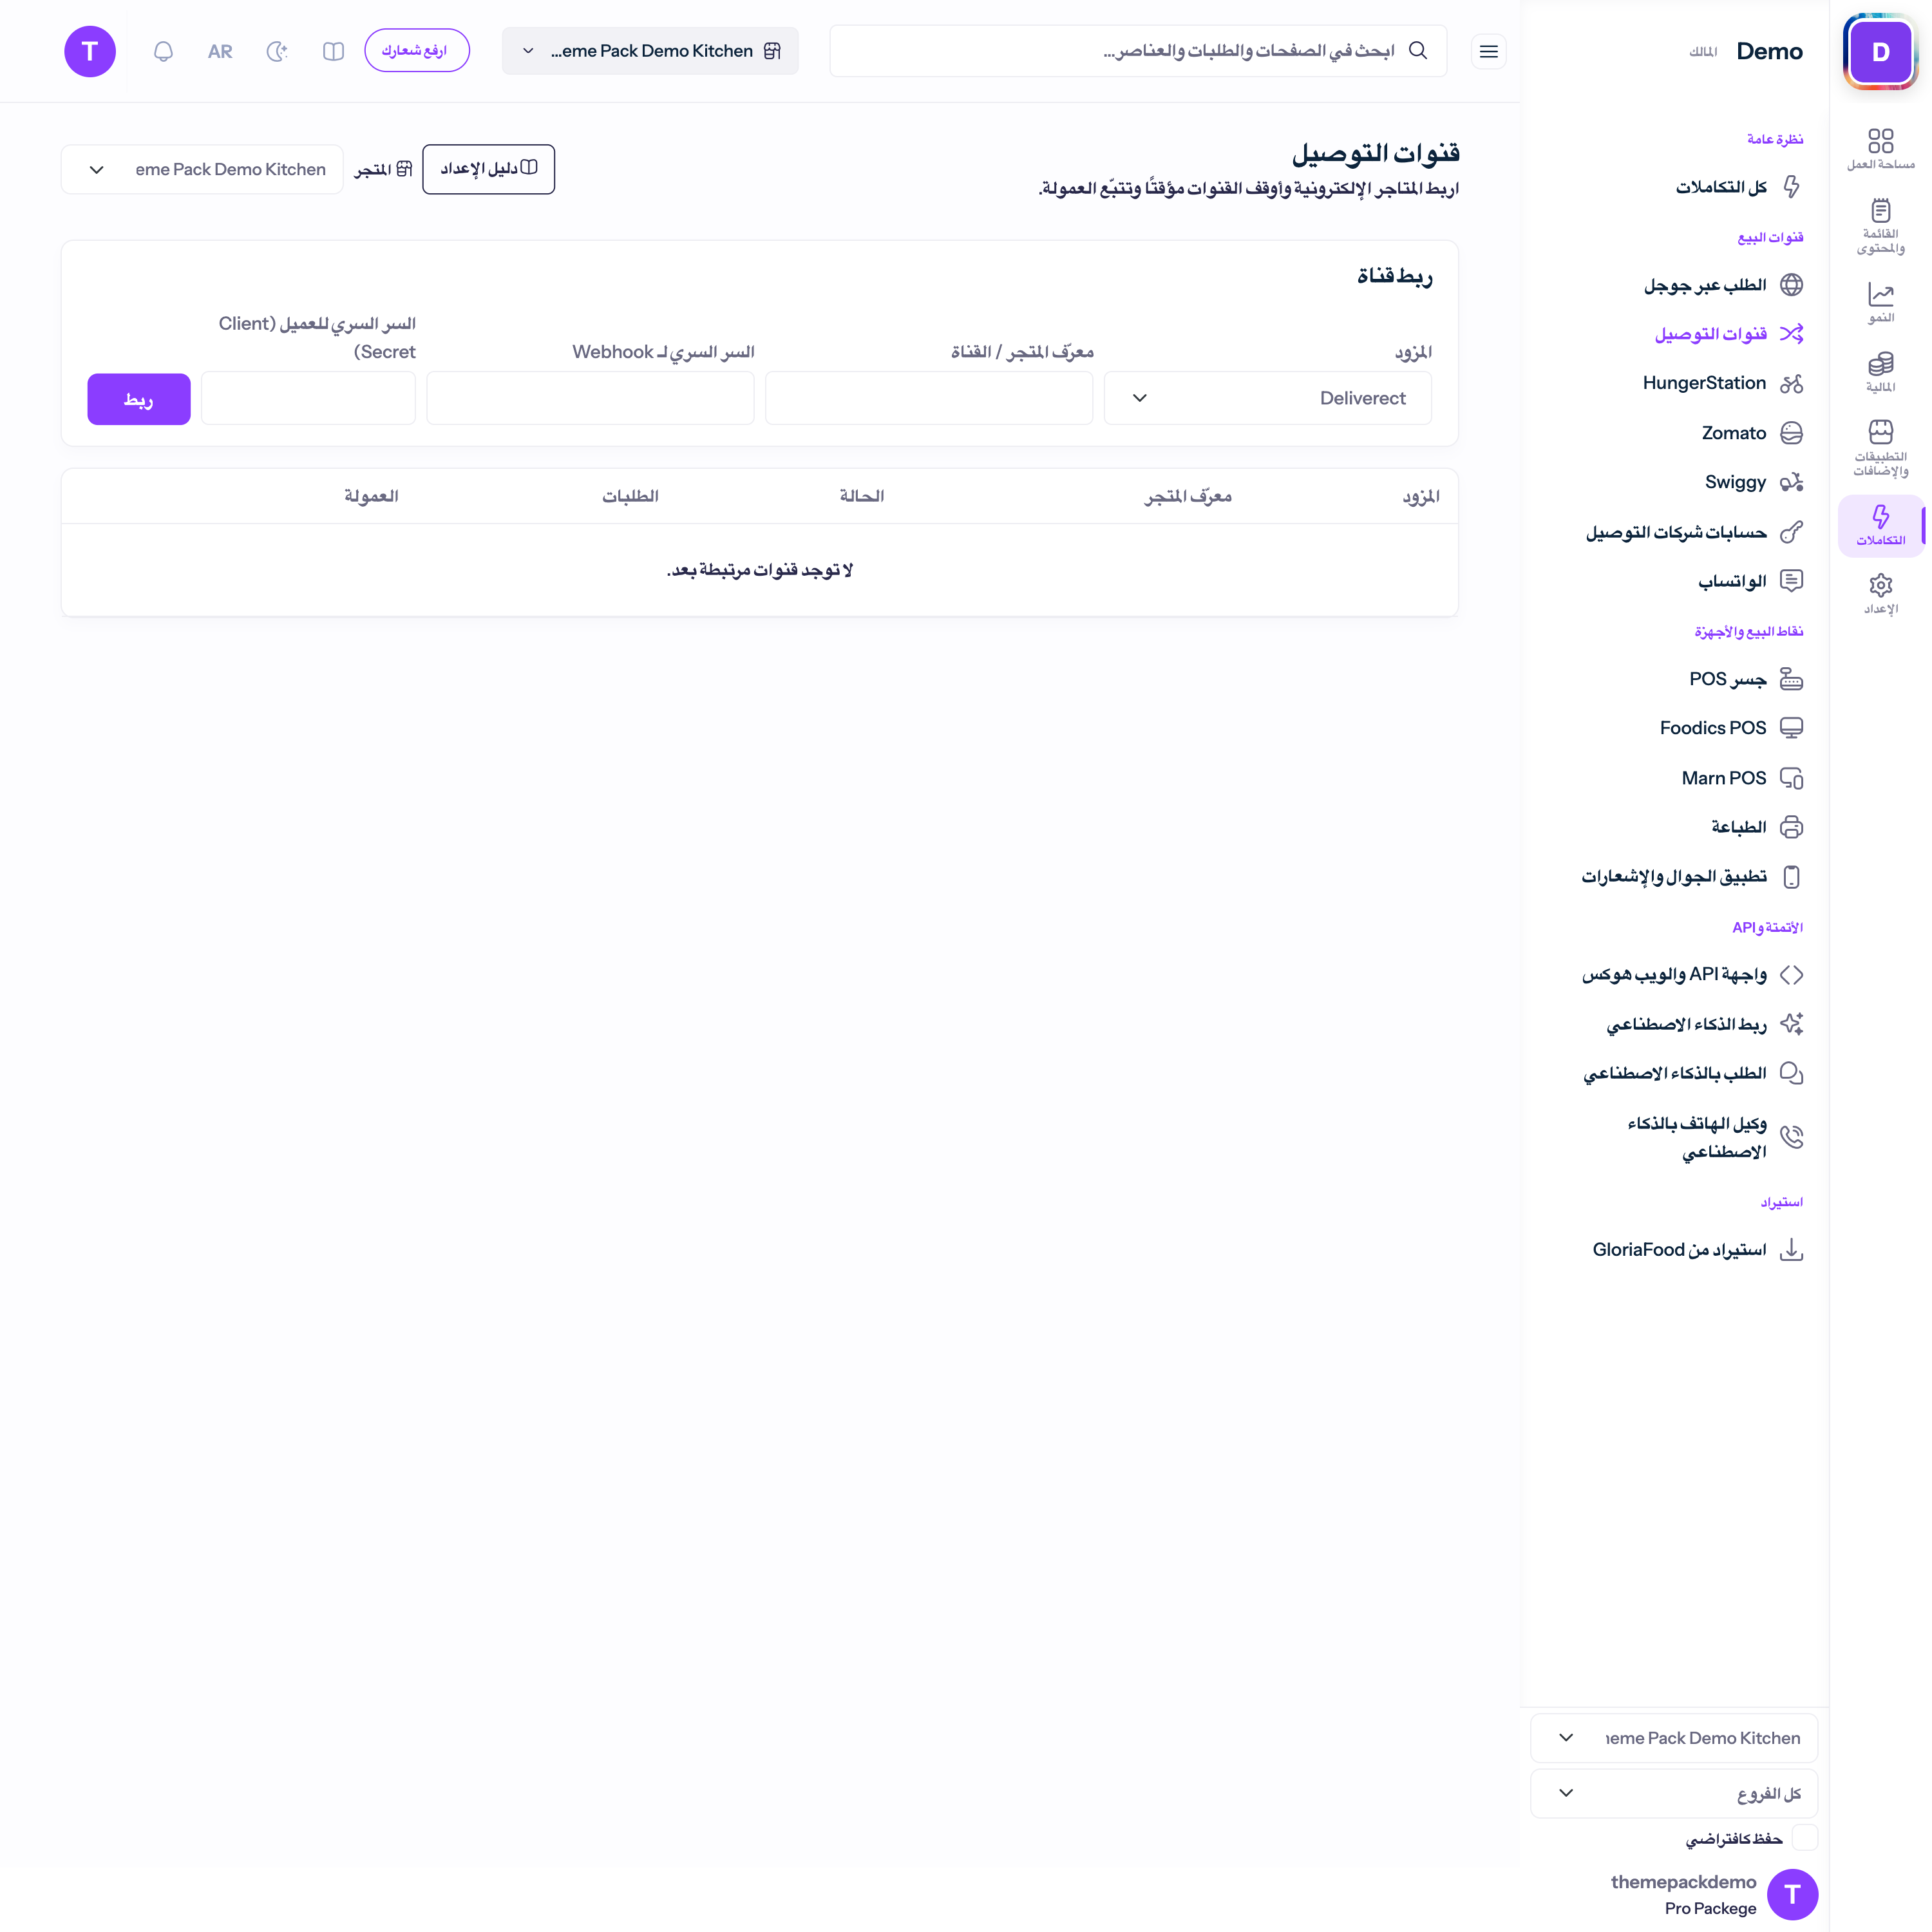 D
مساحة العمل
القائمة
والمحتوى
النمو
المالية
التطبيقات
والإضافات
التكاملات
الإعداد
Demo المالك
نظرة عامة
كل التكاملات
قنوات البيع
الطلب عبر جوجل
قنوات التوصيل
HungerStation
Zomato
Swiggy
حسابات شركات التوصيل
الواتساب
نقاط البيع والأجهزة
جسر POS
Foodics POS
Marn POS
الطباعة
تطبيق الجوال والإشعارات
الأتمتة وAPI
واجهة API والويب هوكس
ربط الذكاء الاصطناعي
الطلب بالذكاء الاصطناعي
وكيل الهاتف بالذكاء
الاصطناعي
استيراد
استيراد من GloriaFood
eme Pack Demo Kitchen
كل الفروع
حفظ كافتراضي
T
themepackdemo
Pro Packege
ابحث في الصفحات والطلبات والعناصر...
eme Pack Demo Kitchen...
ارفع شعارك
AR
T
قنوات التوصيل
اربط المتاجر الإلكترونية وأوقف القنوات مؤقتًا وتتبّع العمولة.
دليل الإعداد
المتجر
eme Pack Demo Kitchen
ربط قناة
المزود
Deliverect
معرّف المتجر / القناة
السر السري لـ Webhook
السر السري للعميل (Client
Secret)
ربط
المزود معرّف المتجر الحالة الطلبات العمولة
لا توجد قنوات مرتبطة بعد.